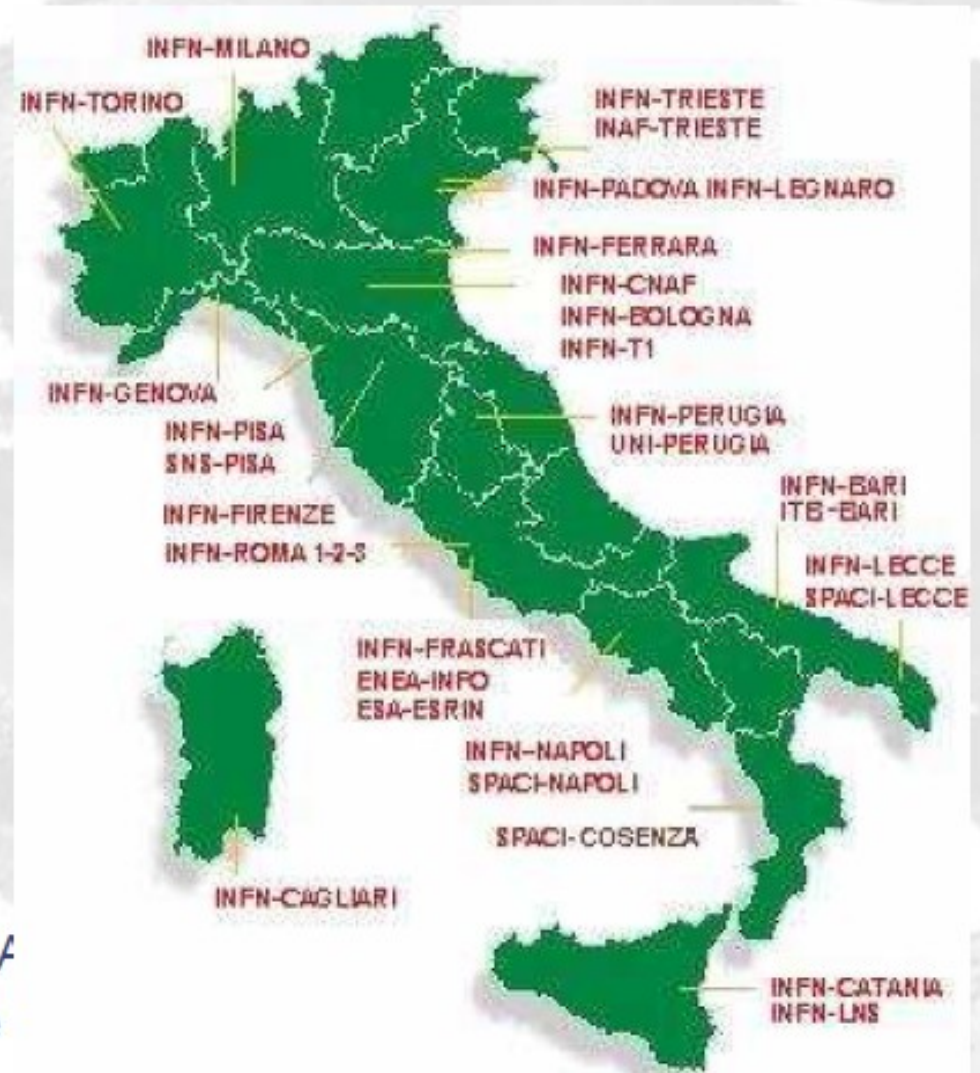 INFN-MILANO
INFN-TORINO
INFN-TRIESTE
INAF-TRIESTE
INFN-PADOVA INFN-LEGNARO
INFN-FERRARA
INFN-CNAF
INFN-BOLOGNA
INFN-T1
INFN-GENOVA
INFN-PISA
SNS-PISA
INFN-PERUGIA
UNI-PERUGIA
INFN-FIRENZE
INFN-ROMA 1-2-3
INFN-BARI
ITB-BARI
INFN-LECCE
SPACI-LECCE
INFN-FRASCATI
ENEA-INFO
ESA-ESRIN
INFN-NAPOLI
SPACI-NAPOLI
SPACI-COSENZA
INFN-CAGLIARI
INFN-CATANIA
INFN-LNS